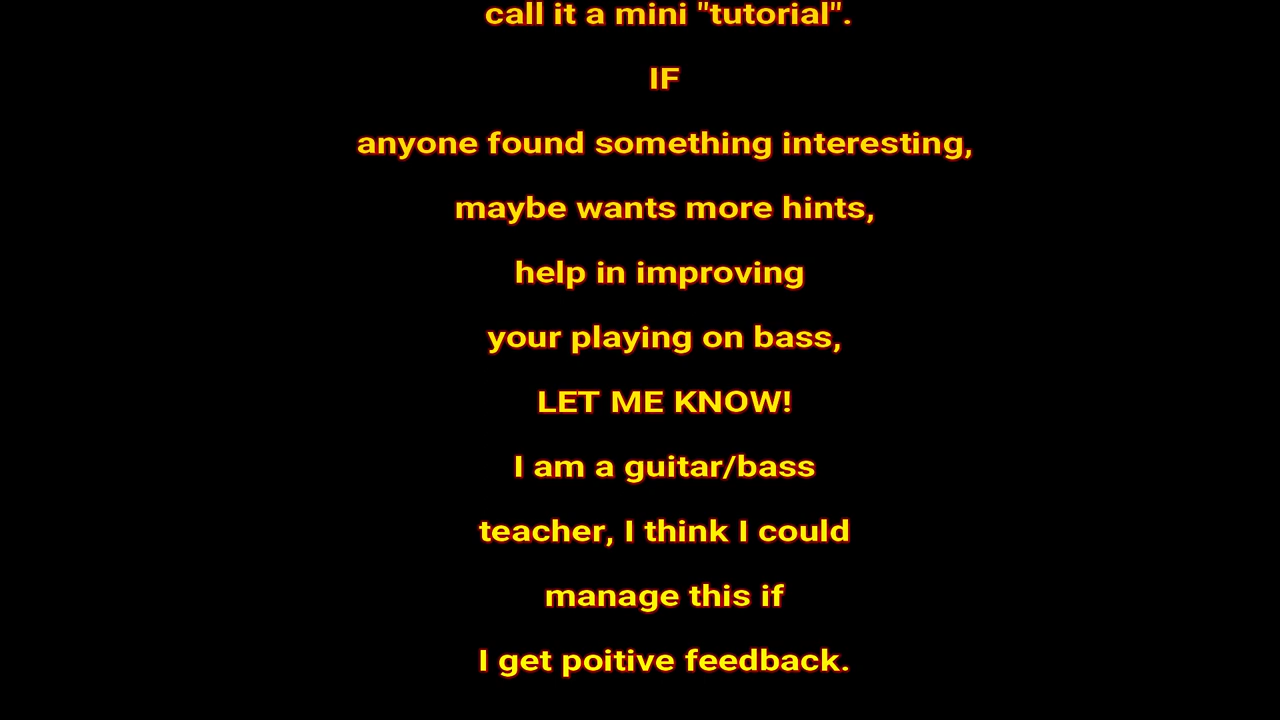 call it a mini "tutorial".
IF
anyone found something interesting,
maybe wants more hints,
help in improving
your playing on bass,
LET ME KNOW!
I am a guitar/bass
teacher, I think I could
manage this if
I get poitive feedback.